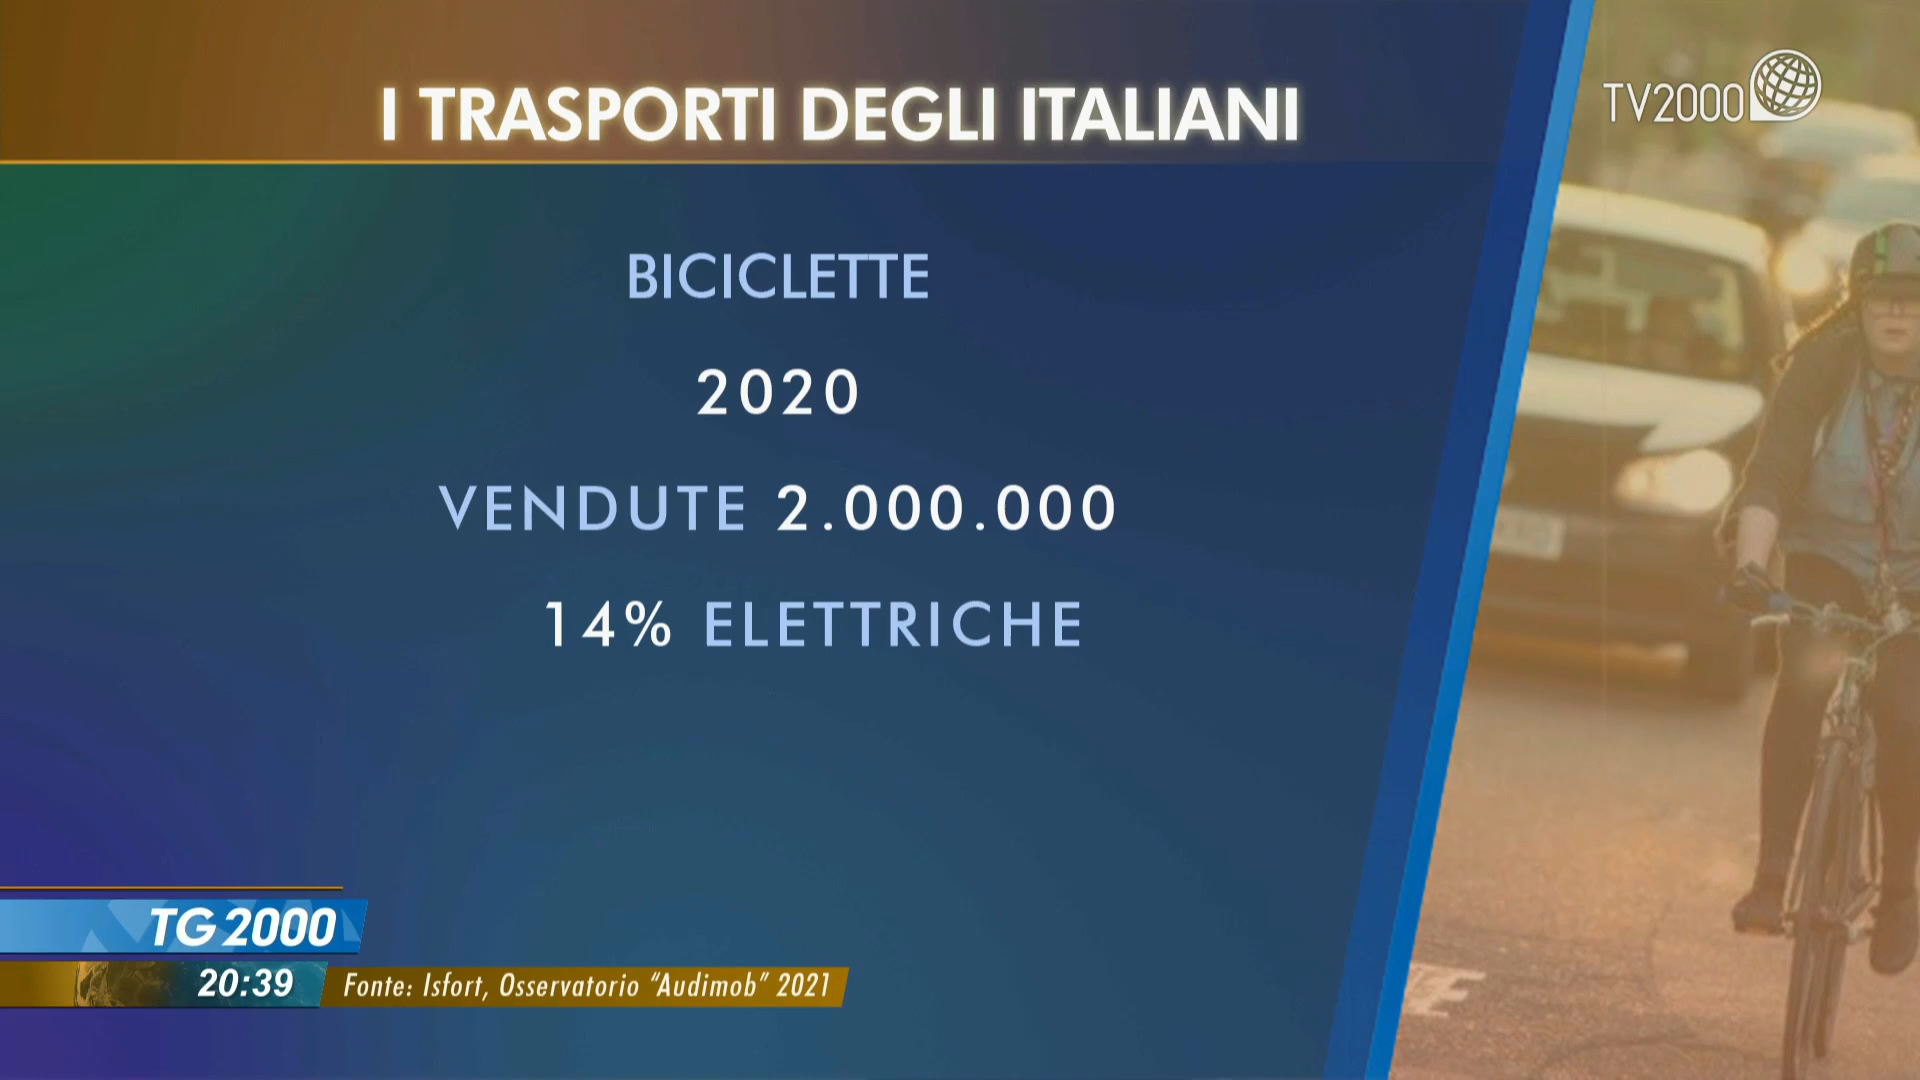 I TRASPORTI DEGLI ITALIANI
TV2000
BICICLETTE
2020
VENDUTE 2.000.000
14% ELETTRICHE
TG 2000
20:39
Fonte: Isfort, Osservatorio “Audimob” 2021